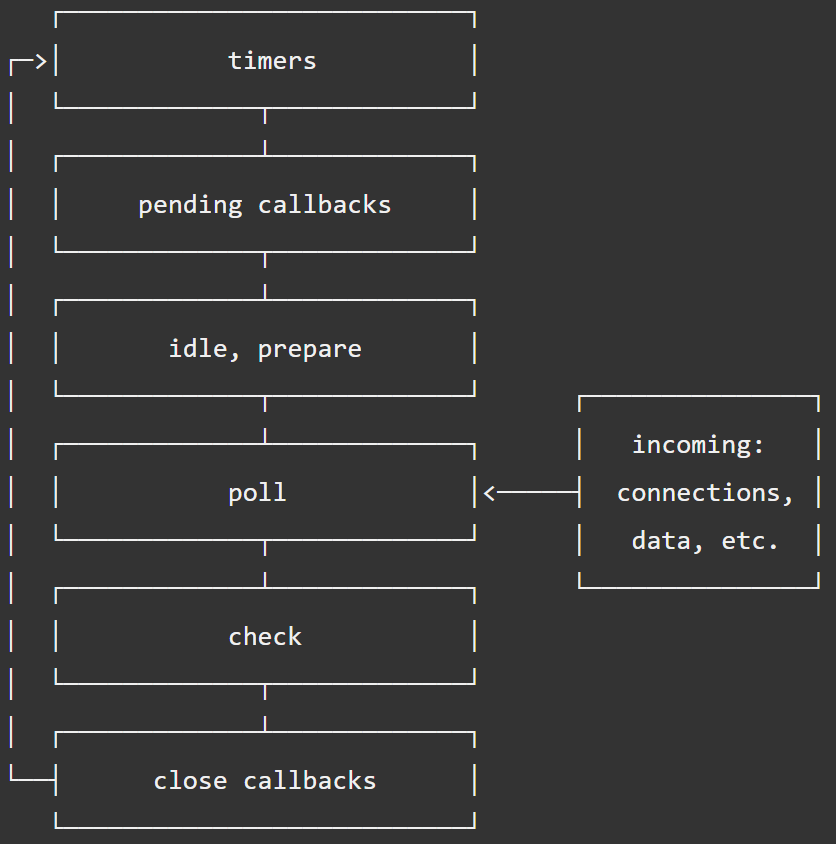 timers
pending callbacks
idle, prepare
incoming:
poll
connections,
data, etc.
check
close callbacks